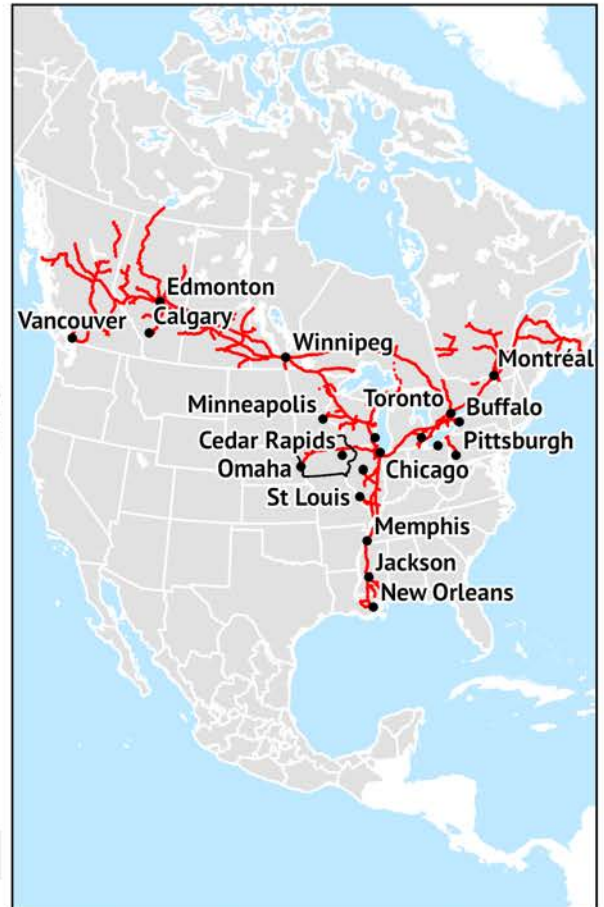 Edmonton
Calgary
Vancouver
Winnipeg
Montréal
Toronto
Minneapolis
Buffalo
Cedar Rapids
Pittsburgh
Omaha
Chicago
St Louis
Memphis
Jackson
New Orleans